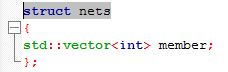 struct nets
{
std::vector<int> member;
};